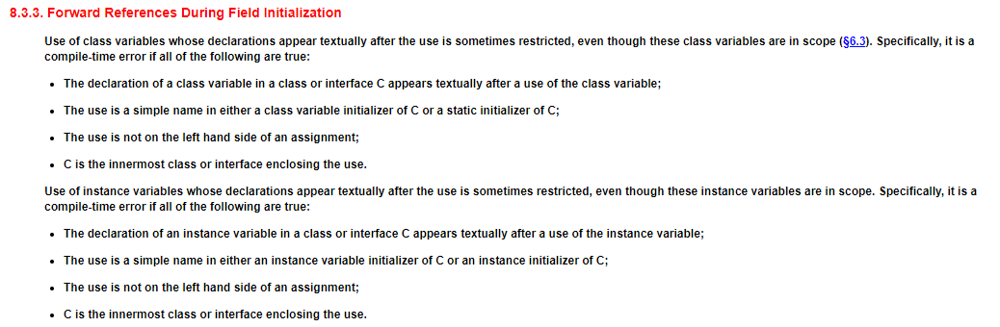 8.3.3. Forward References During Field Initialization
Use of class variables whose declarations appear textually after the use is sometimes restricted, even though these class variables are in scope (§6.3). Specifically, it is a
compile-time error if all of the following are true:
• The declaration of a class variable in a class or interface C appears textually after a use of the class variable;
• The use is a simple name in either a class variable initializer of C or a static initializer of C;
• The use is not on the left hand side of an assignment;
• C is the innermost class or interface enclosing the use.
Use of instance variables whose declarations appear textually after the use is sometimes restricted, even though these instance variables are in scope. Specifically, it is a
compile-time error if all of the following are true:
• The declaration of an instance variable in a class or interface C appears textually after a use of the instance variable;
• The use is a simple name in either an instance variable initializer of C or an instance initializer of C;
• The use is not on the left hand side of an assignment;
• C is the innermost class or interface enclosing the use.